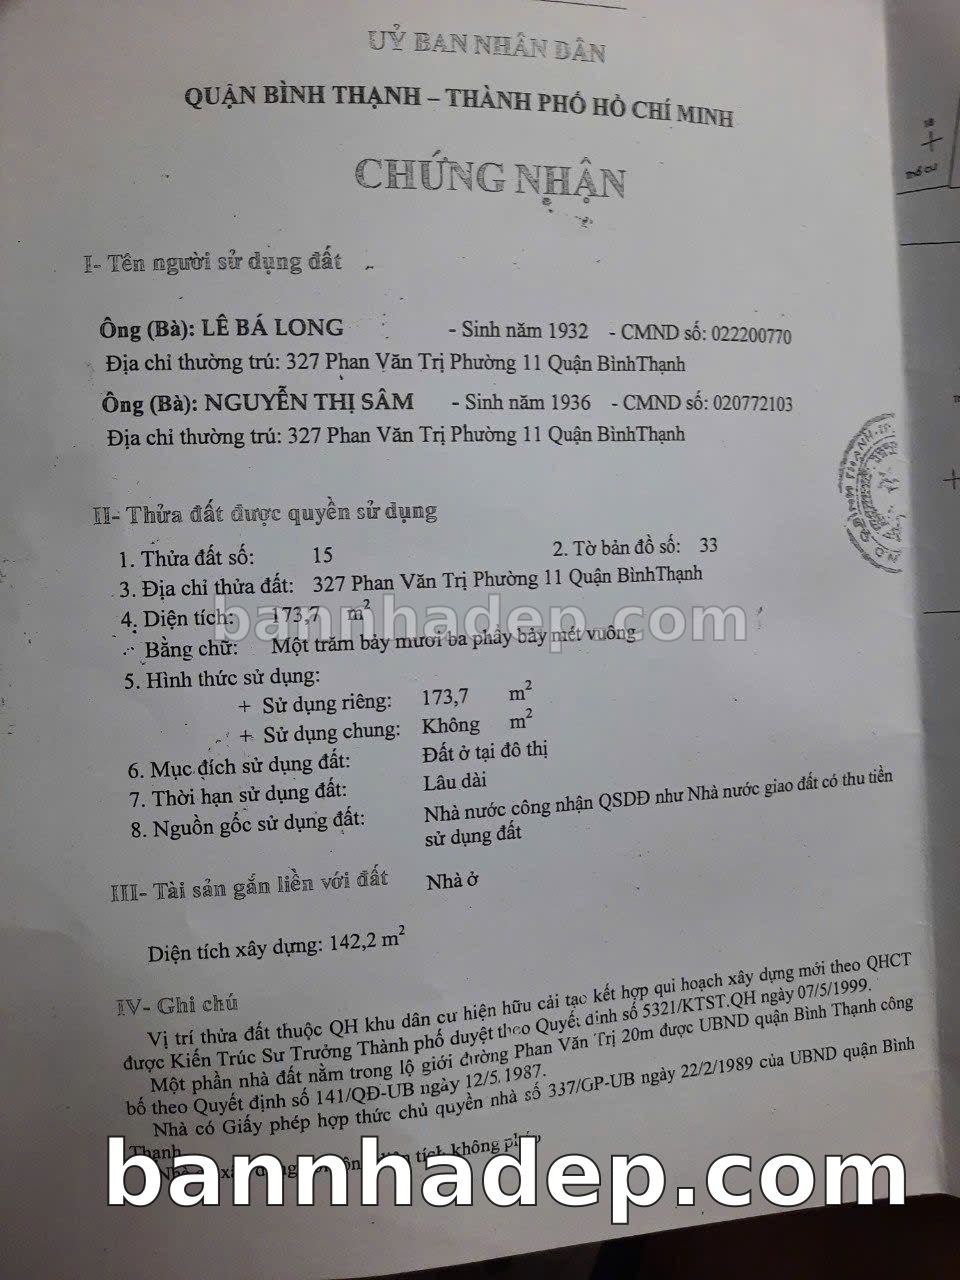 UỶ BAN NHÂN DÂN
QUẬN BÌNH THẠNH – THÀNH PHỐ HỒ CHÍ MINH
CHỨNG NHẬN
I- Tên người sử dụng đất
Ông (Bà): LÊ BÁ LONG - Sinh năm 1932 - CMND số: 022200770
Địa chỉ thường trú: 327 Phan Văn Trị Phường 11 Quận BìnhThạnh
Ông (Bà): NGUYỄN THỊ SÂM - Sinh năm 1936 - CMND số: 020772103
Địa chỉ thường trú: 327 Phan Văn Trị Phường 11 Quận BìnhThạnh
II- Thửa đất được quyền sử dụng
1. Thửa đất số: 15 2. Tờ bản đồ số: 33
3. Địa chỉ thửa đất: 327 Phan Văn Trị Phường 11 Quận BìnhThạnh
4. Diện tích: 173,7 m²
bannhadep.com
Bằng chữ: Một trăm bảy mươi ba phẩy bảy mét vuông
5. Hình thức sử dụng:
+ Sử dụng riêng: 173,7 m²
+ Sử dụng chung: Không m²
6. Mục đích sử dụng đất: Đất ở tại đô thị
7. Thời hạn sử dụng đất: Lâu dài
8. Nguồn gốc sử dụng đất: Nhà nước công nhận QSDĐ như Nhà nước giao đất có thu tiền
sử dụng đất
III- Tài sản gắn liền với đất Nhà ở
Diện tích xây dựng: 142,2 m²
IV- Ghi chú
Vị trí thửa đất thuộc QH khu dân cư hiện hữu cải tạo kết hợp qui hoạch xây dựng mới theo QHCT
được Kiến Trúc Sư Trưởng Thành phố duyệt theo Quyết định số 5321/KTST.QH ngày 07/5/1999.
Một phần nhà đất nằm trong lộ giới đường Phan Văn Trị 20m được UBND quận Bình Thạnh công
bố theo Quyết định số 141/QĐ-UB ngày 12/5.1987.
Nhà có Giấy phép hợp thức chủ quyền nhà số 337/GP-UB ngày 22/2/1989 của UBND quận Bình
Thạnh
tích không phép
bannhadep.com